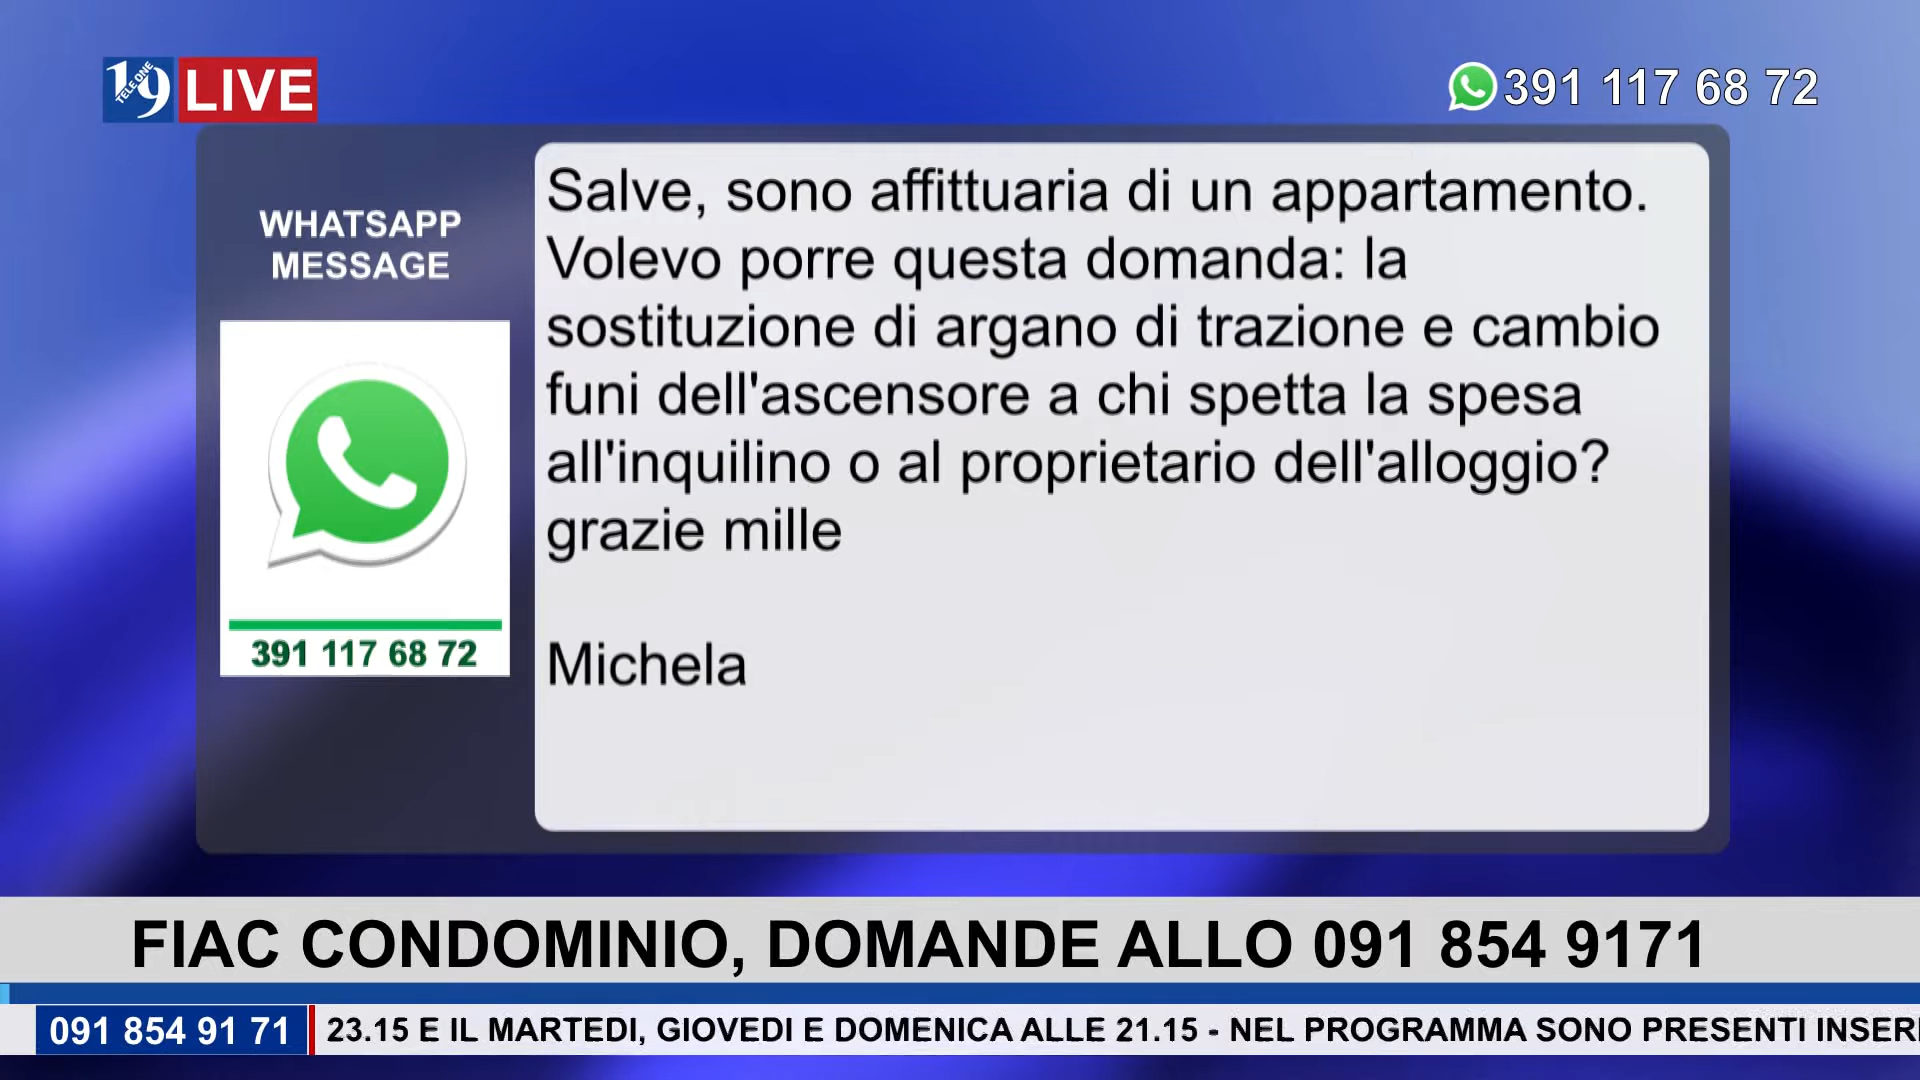 19
TELE ONE
LIVE
391 117 68 72
WHATSAPP
MESSAGE
391 117 68 72
Salve, sono affittuaria di un appartamento.
Volevo porre questa domanda: la
sostituzione di argano di trazione e cambio
funi dell'ascensore a chi spetta la spesa
all'inquilino o al proprietario dell'alloggio?
grazie mille
Michela
FIAC CONDOMINIO, DOMANDE ALLO 091 854 9171
091 854 91 71
23.15 E IL MARTEDI, GIOVEDI E DOMENICA ALLE 21.15 - NEL PROGRAMMA SONO PRESENTI INSERI